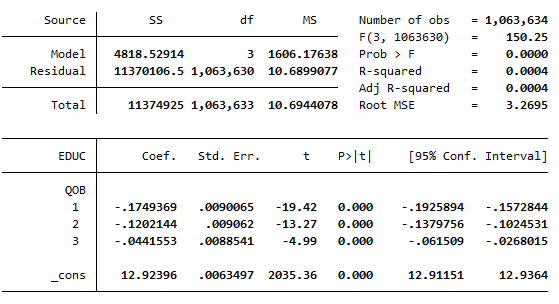 Source SS df MS Number of obs = 1,063,634
F(3, 1063630) = 150.25
Model 4818.52914 3 1606.17638 Prob > F = 0.0000
Residual 11370106.5 1,063,630 10.6899077 R-squared = 0.0004
Adj R-squared = 0.0004
Total 11374925 1,063,633 10.6944078 Root MSE = 3.2695
EDUC Coef. Std. Err. t P>|t| [95% Conf. Interval]
QOB
1 -.1749369 .0090065 -19.42 0.000 -.1925894 -.1572844
2 -.1202144 .009062 -13.27 0.000 -.1379756 -.1024531
3 -.0441553 .0088541 -4.99 0.000 -.061509 -.0268015
_cons 12.92396 .0063497 2035.36 0.000 12.91151 12.9364